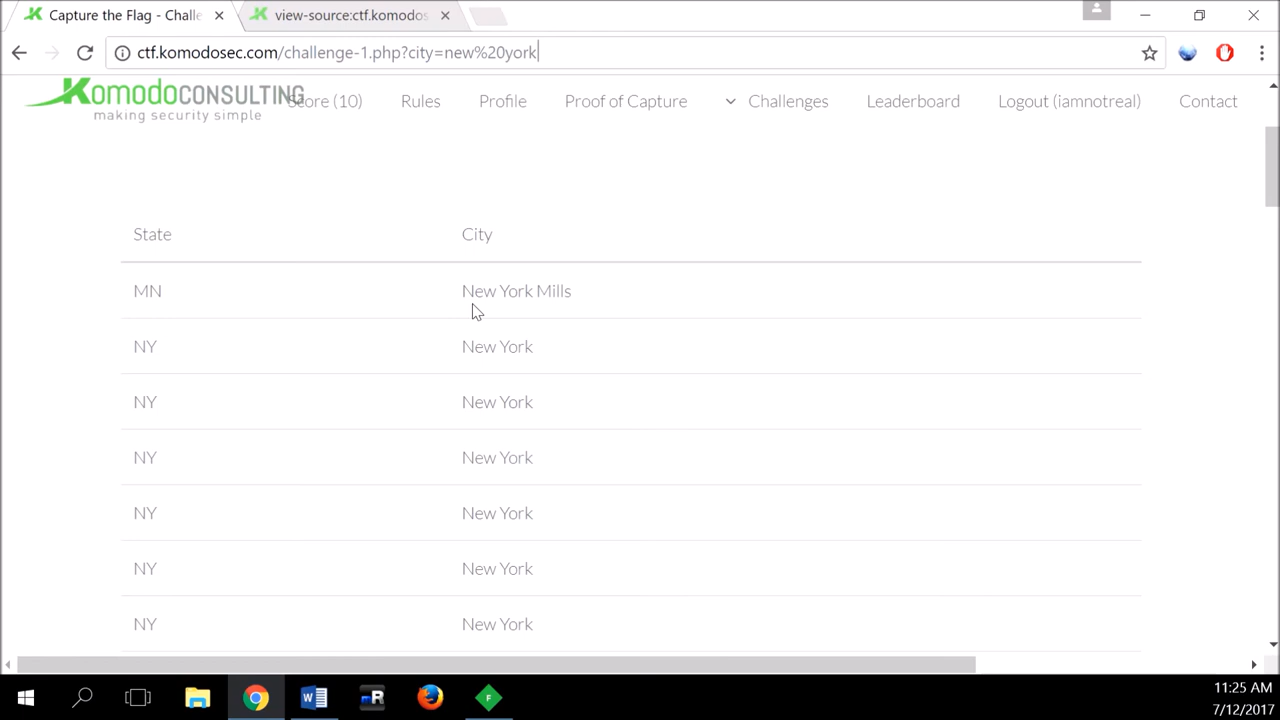 Capture the Flag - Challe
view-source:ctf.komodos
ctf.komodosec.com/challenge-1.php?city=new%20york
KomodoCONSULTING
making security simple
Score (10) Rules Profile Proof of Capture Challenges Leaderboard Logout (iamnotreal) Contact
State City
MN New York Mills
NY New York
NY New York
NY New York
NY New York
NY New York
NY New York
11:25 AM
7/12/2017